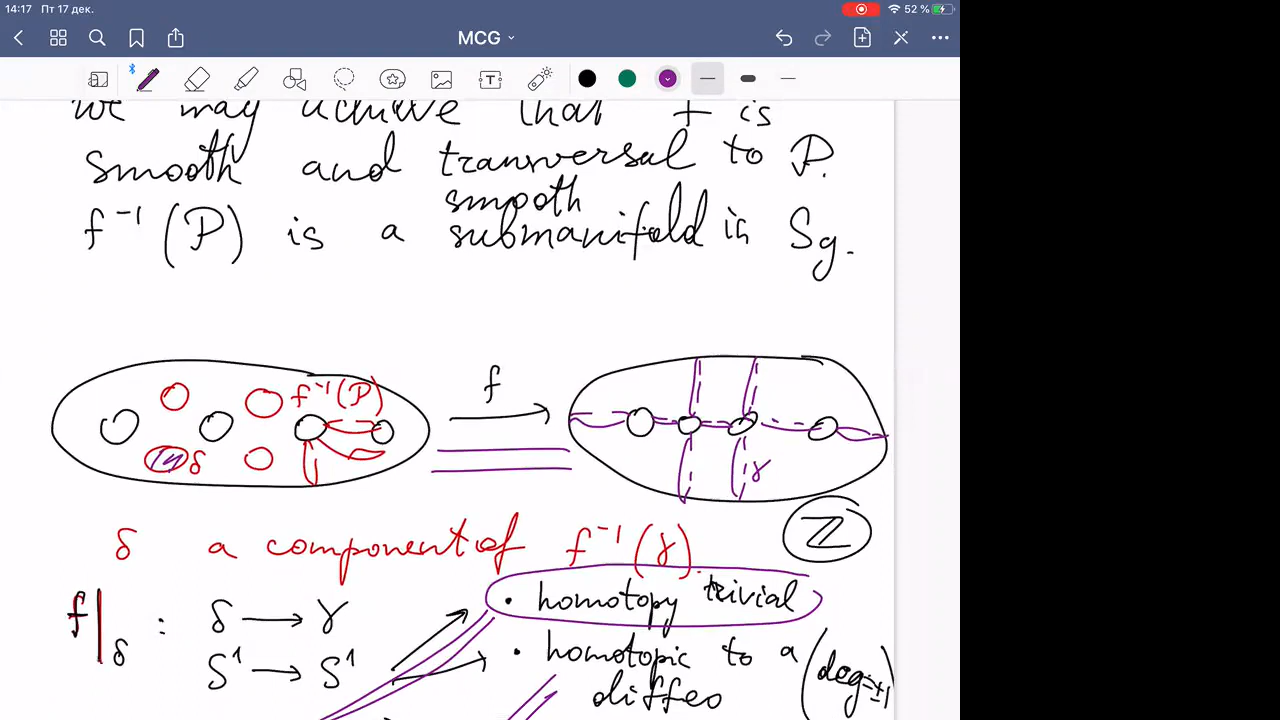 14:17 Пт 17 дек.
52 %
MCG
T
we may achieve that f is
smooth and transversal to P.
smooth
f⁻¹(P) is a submanifold in Sg.
f⁻¹(P)
f
δ
γ
ℤ
δ a component of f⁻¹(γ).
• homotopy trivial
f|δ : δ → γ
• homotopic to a diffeo (deg=±1)
S¹ → S¹